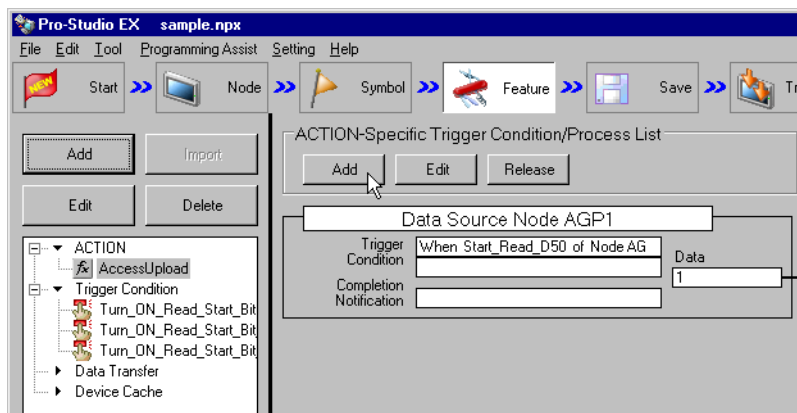 Pro-Studio EX sample.npx
File Edit Tool Programming Assist Setting Help
NEW Start Node Symbol Feature Save
Add Import
Edit Delete
ACTION
fx AccessUpload
Trigger Condition
Turn_ON_Read_Start_Bit
Turn_ON_Read_Start_Bit
Turn_ON_Read_Start_Bit
Data Transfer
Device Cache
ACTION-Specific Trigger Condition/Process List
Add Edit Release
Data Source Node AGP1
Trigger Condition
When Start_Read_D50 of Node AG
Completion Notification
Data
1